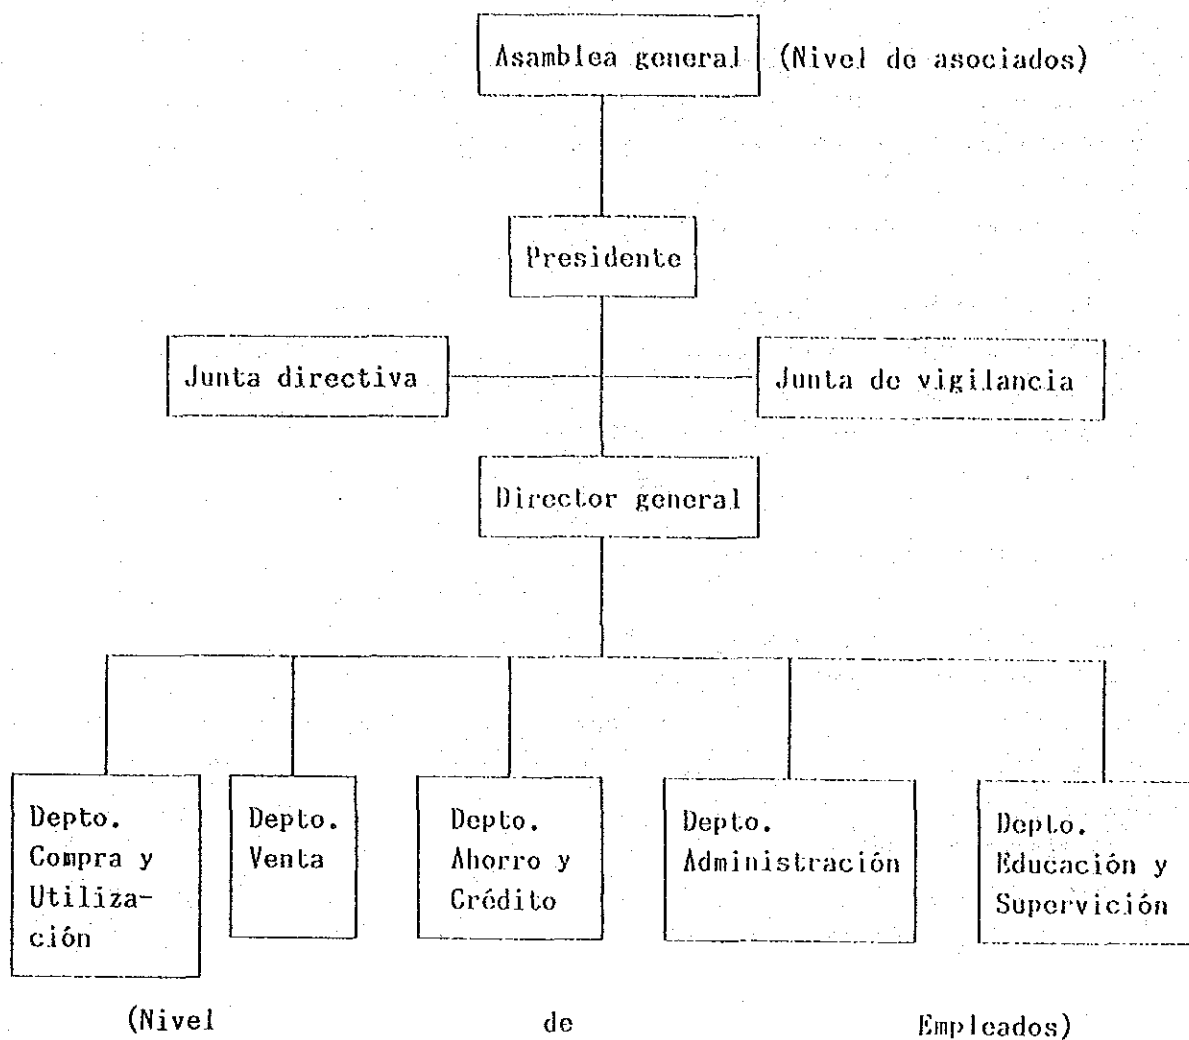 Asamblea general (Nivel de asociados)
Presidente
Junta directiva
Junta de vigilancia
Director general
Depto.
Compra y
Utiliza-
ción
Depto.
Venta
Depto.
Ahorro y
Crédito
Depto.
Administración
Depto.
Educación y
Supervición
(Nivel de Empleados)